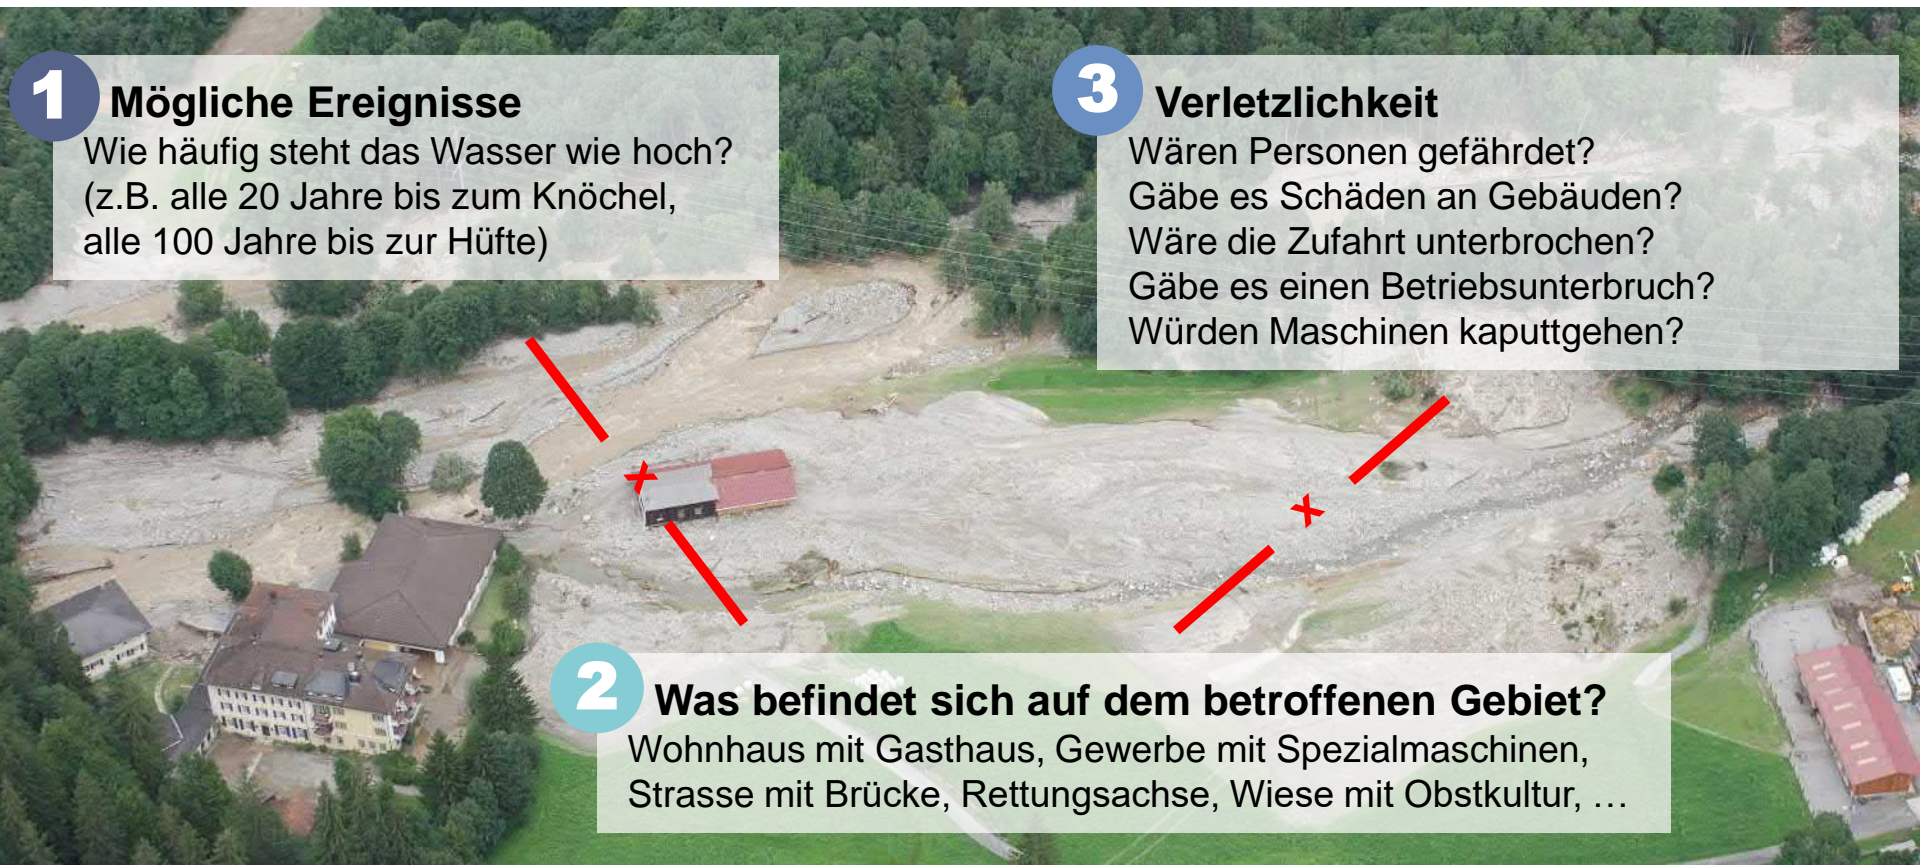 1 Mögliche Ereignisse
Wie häufig steht das Wasser wie hoch?
(z.B. alle 20 Jahre bis zum Knöchel,
alle 100 Jahre bis zur Hüfte)
x
2 Was befindet sich auf dem betroffenen Gebiet?
Wohnhaus mit Gasthaus, Gewerbe mit Spezialmaschinen,
Strasse mit Brücke, Rettungsachse, Wiese mit Obstkultur, …
x
3 Verletzlichkeit
Wären Personen gefährdet?
Gäbe es Schäden an Gebäuden?
Wäre die Zufahrt unterbrochen?
Gäbe es einen Betriebsunterbruch?
Würden Maschinen kaputtgehen?